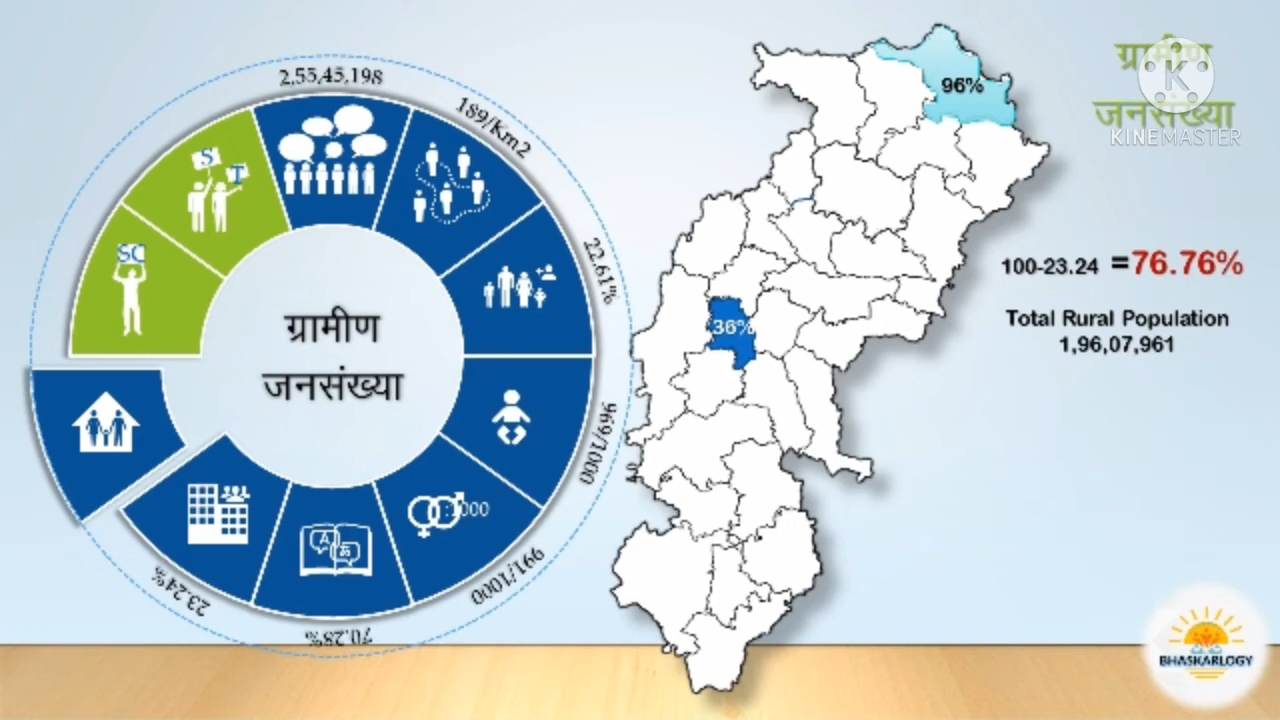 2,55,45,198
189/km2
22.61%
969/1000
991/1000
70.28%
23.24%
S
T
SC
ग्रामीण
जनसंख्या
1000
A
96%
36%
ग्रामीण
जनसंख्या
K
KINEMASTER
100-23.24 =76.76%
Total Rural Population
1,96,07,961
BHASKARLOGY